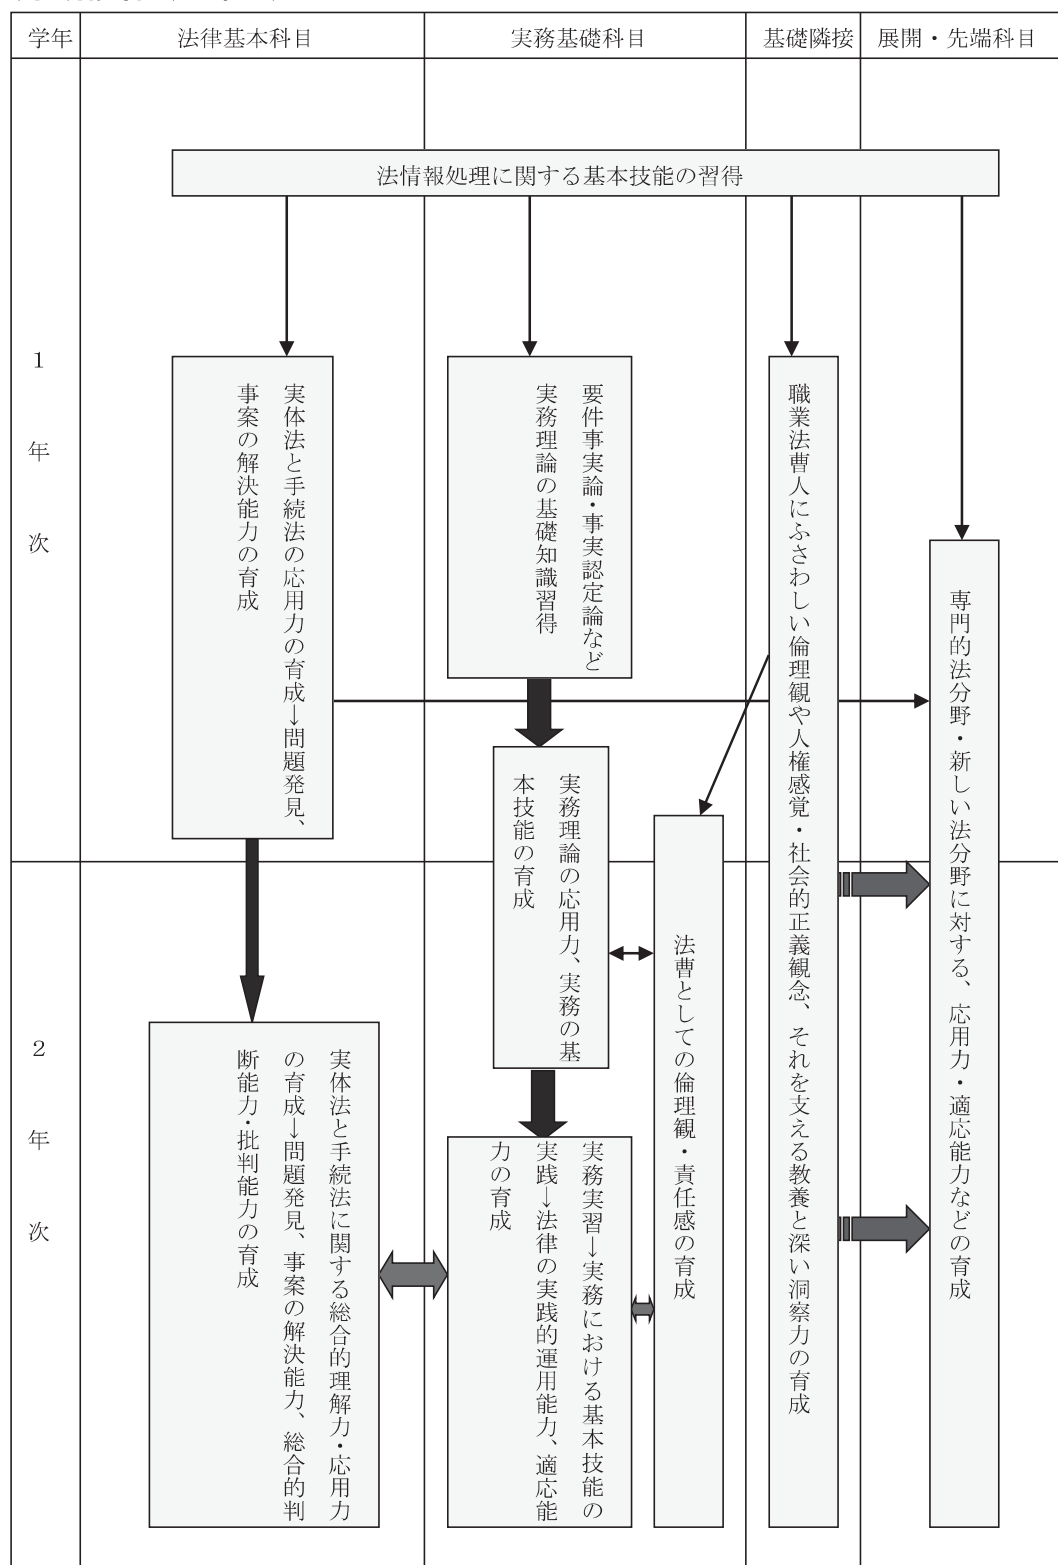 学年
法律基本科目
実務基礎科目
基礎隣接
展開・先端科目
法情報処理に関する基本技能の習得
1年次
実体法と手続法の応用力の育成→問題発見、
事案の解決能力の育成
要件事実論・事実認定論など
実務理論の基礎知識習得
職業法曹人にふさわしい倫理観や人権感覚・社会的正義観念、それを支える教養と深い洞察力の育成
専門的法分野・新しい法分野に対する、応用力・適応能力などの育成
実務理論の応用力、実務の基
本技能の育成
法曹としての倫理観・責任感の育成
2年次
実体法と手続法に関する総合的理解力・応用力
の育成→問題発見、事案の解決能力、総合的判
断能力・批判能力の育成
実務実習→実務における基本技能の
実践→法律の実践的運用能力、適応能
力の育成